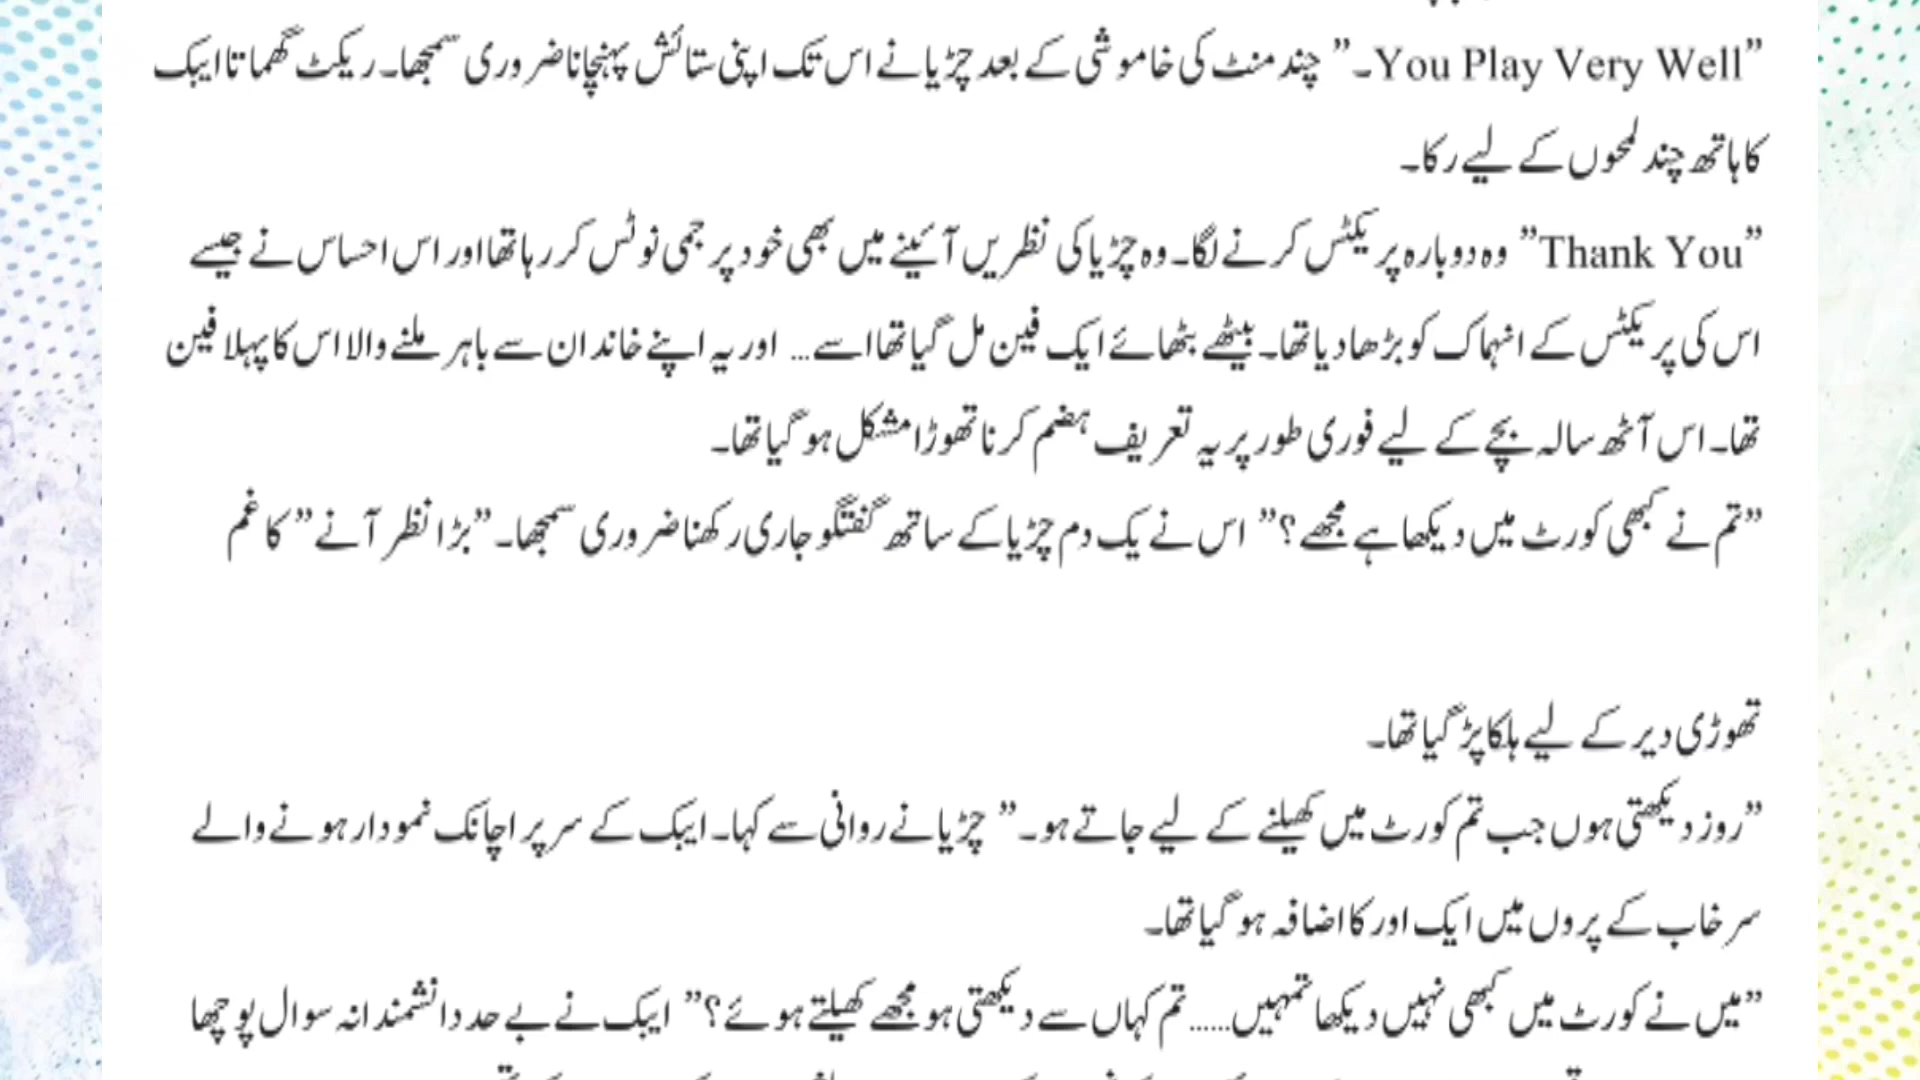 ”You Play Very Well۔” چند منٹ کی خاموشی کے بعد چڑیا نے اس تک اپنی ستائش پہنچانا ضروری سمجھا۔ ریکٹ گھماتا ایبک
کا ہاتھ چند لمحوں کے لیے رکا۔
”Thank You” وہ دوبارہ پریکٹس کرنے لگا۔ وہ چڑیا کی نظریں آئینے میں بھی خود پر جمی نوٹس کر رہا تھا اور اس احساس نے جیسے
اس کی پریکٹس کے انہماک کو بڑھا دیا تھا۔ بیٹھے بٹھائے ایک فین مل گیا تھا اسے… اور یہ اپنے خاندان سے باہر ملنے والا اس کا پہلا فین
تھا۔ اس آٹھ سالہ بچے کے لیے فوری طور پر یہ تعریف ہضم کرنا تھوڑا مشکل ہو گیا تھا۔
”تم نے کبھی کورٹ میں دیکھا ہے مجھے؟” اس نے یک دم چڑیا کے ساتھ گفتگو جاری رکھنا ضروری سمجھا۔ ”بڑا نظر آنے” کا غم
تھوڑی دیر کے لیے ہلکا پڑ گیا تھا۔
”روز دیکھتی ہوں جب تم کورٹ میں کھیلنے کے لیے جاتے ہو۔” چڑیا نے روانی سے کہا۔ ایبک کے سر پر اچانک نمودار ہونے والے
سرخاب کے پروں میں ایک اور کا اضافہ ہو گیا تھا۔
”میں نے کورٹ میں کبھی نہیں دیکھا تمہیں…… تم کہاں سے دیکھتی ہو مجھے کھیلتے ہوئے؟” ایبک نے بے حد دانشمندانہ سوال پوچھا